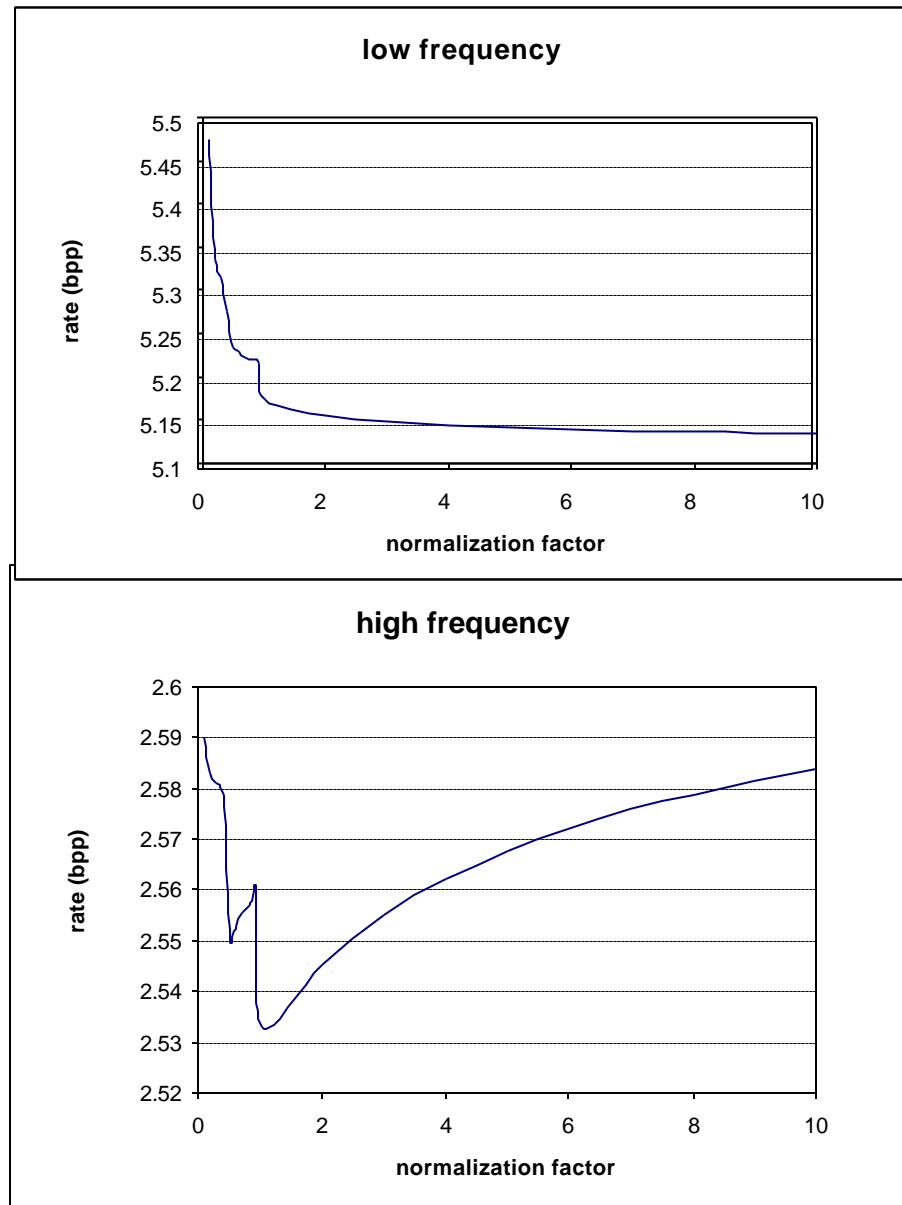 low frequency
5.5
5.45
5.4
5.35
5.3
5.25
5.2
5.15
5.1
rate (bpp)
0 2 4 6 8 10
normalization factor
high frequency
2.6
2.59
2.58
2.57
2.56
2.55
2.54
2.53
2.52
rate (bpp)
0 2 4 6 8 10
normalization factor